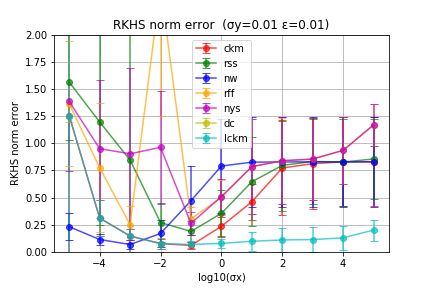 RKHS norm error (σy=0.01 ε=0.01)
2.00
1.75
1.50
1.25
1.00
0.75
0.50
0.25
0.00
RKHS norm error
ckm
rss
nw
rff
nys
dc
lckm
−4
−2
0
2
4
log10(σx)